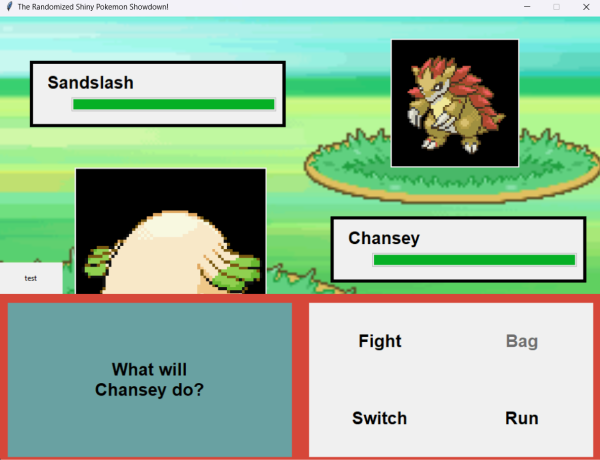 The Randomized Shiny Pokemon Showdown!
Sandslash
Chansey
test
What will
Chansey do?
Fight
Bag
Switch
Run